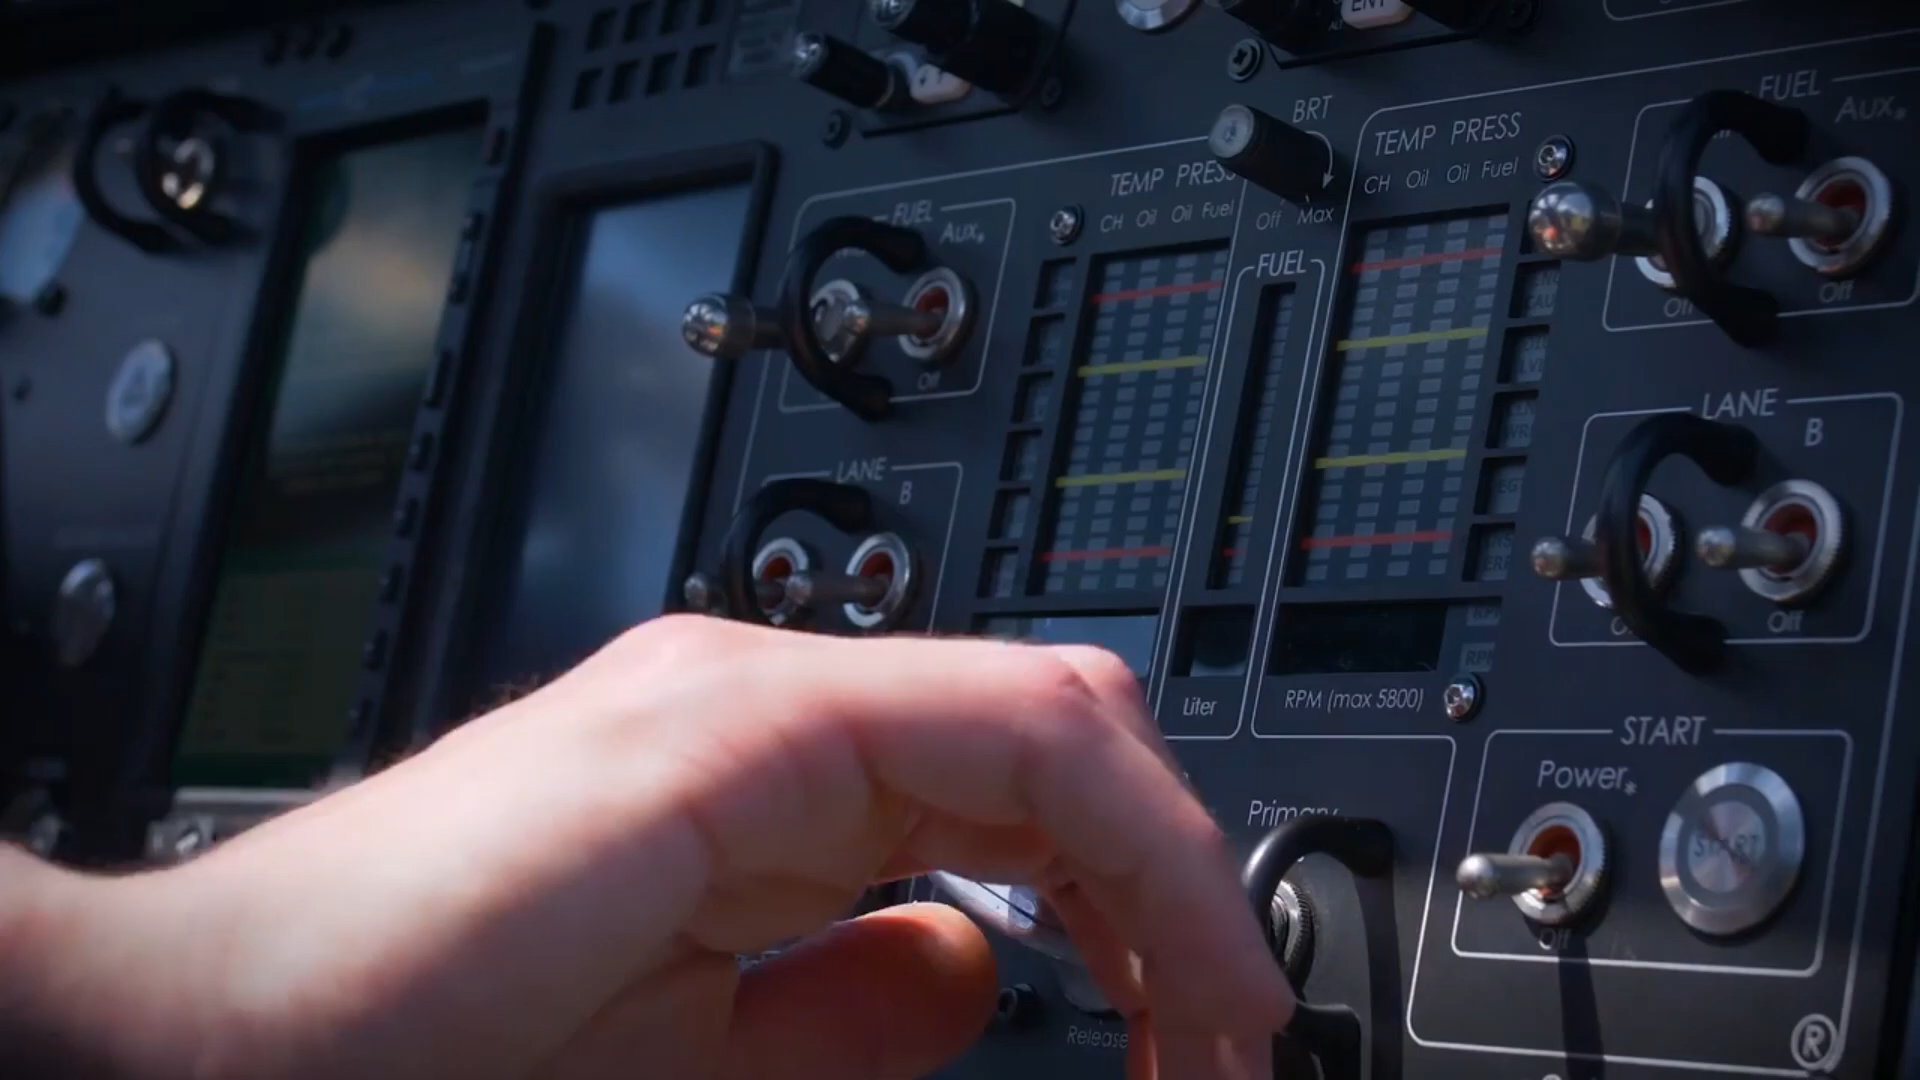 ENT
BRT
Off Max
FUEL
Aux.
Off
TEMP PRESS
CH Oil Oil Fuel
FUEL
TEMP PRESS
CH Oil Oil Fuel
FUEL
Aux.
Off
Off
LANE
B
LANE
B
Off
Liter
RPM (max 5800)
START
Power*
START
Off
Primary
Release
®